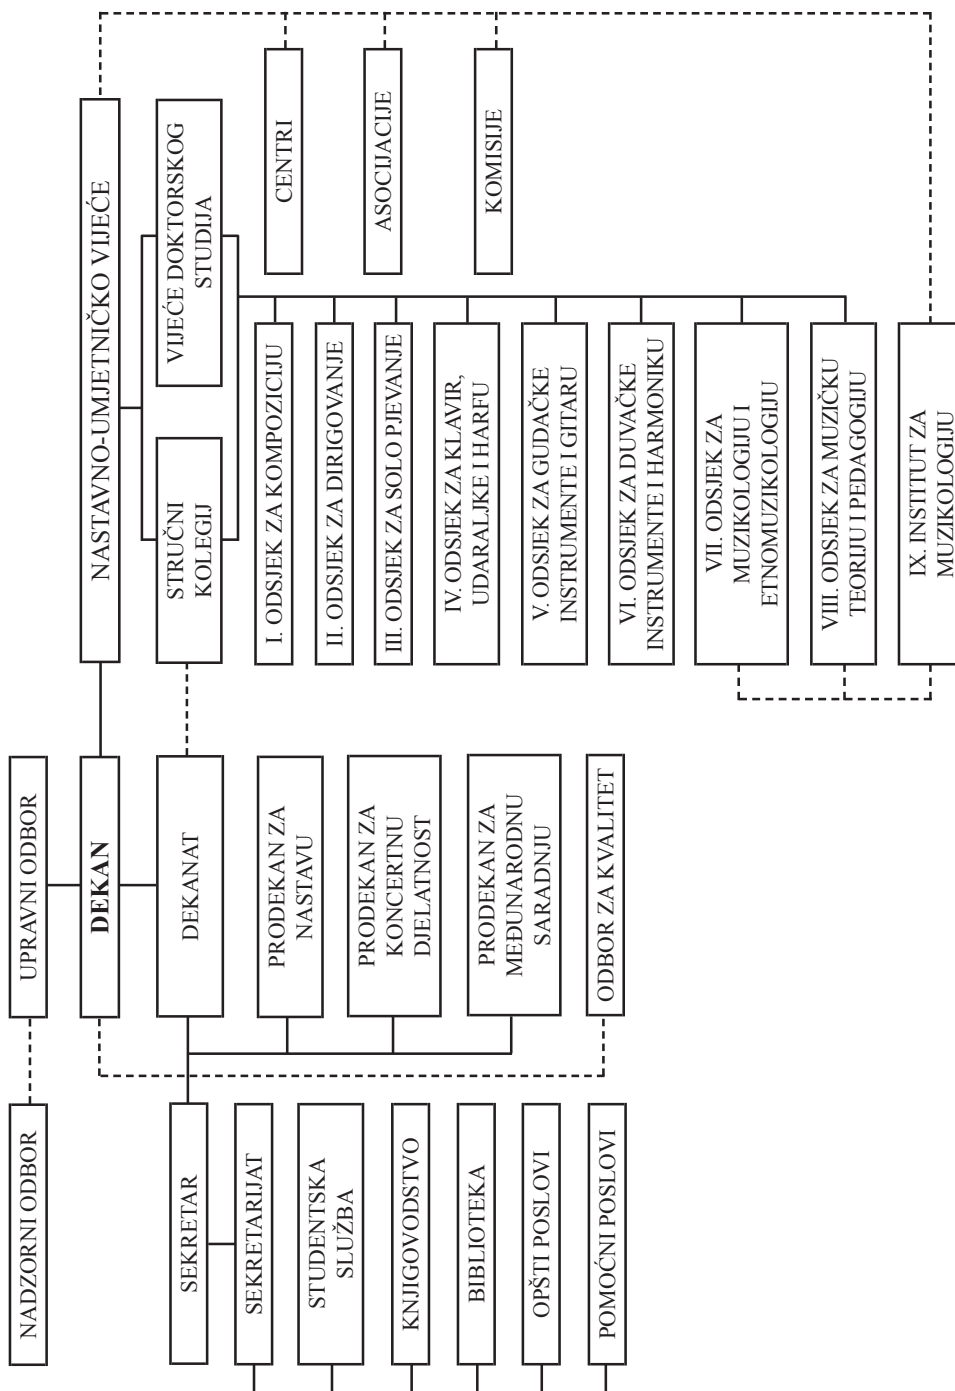 NADZORNI ODBOR
UPRAVNI ODBOR
DEKAN
NASTAVNO-UMJETNIČKO VIJEĆE
SEKRETAR
DEKANAT
STRUČNI
KOLEGIJ
VIJEĆE DOKTORSKOG
STUDIJA
SEKRETARIJAT
STUDENTSKA
SLUŽBA
KNJIGOVODSTVO
BIBLIOTEKA
OPŠTI POSLOVI
POMOĆNI POSLOVI
PRODEKAN ZA
NASTAVU
PRODEKAN ZA
KONCERTNU
DJELATNOST
PRODEKAN ZA
MEĐUNARODNU
SARADNJU
ODBOR ZA KVALITET
I. ODSJEK ZA KOMPOZICIJU
II. ODSJEK ZA DIRIGOVANJE
III. ODSJEK ZA SOLO PJEVANJE
IV. ODSJEK ZA KLAVIR,
UDARALJKE I HARFU
V. ODSJEK ZA GUDAČKE
INSTRUMENTE I GITARU
VI. ODSJEK ZA DUVAČKE
INSTRUMENTE I HARMONIKU
VII. ODSJEK ZA
MUZIKOLOGIJU I
ETNOMUZIKOLOGIJU
VIII. ODSJEK ZA MUZIČKU
TEORIJU I PEDAGOGIJU
IX. INSTITUT ZA
MUZIKOLOGIJU
CENTRI
ASOCIJACIJE
KOMISIJE